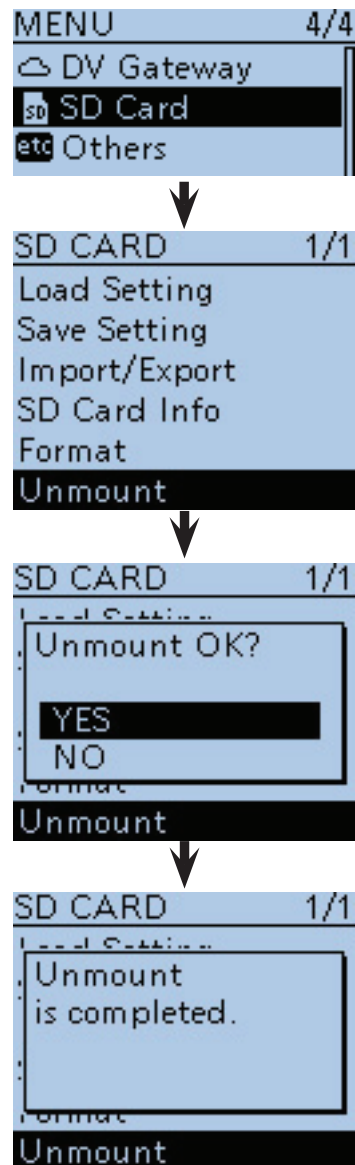 MENU 4/4
DV Gateway
SD SD Card
etc Others
SD CARD 1/1
Load Setting
Save Setting
Import/Export
SD Card Info
Format
Unmount
SD CARD 1/1
Unmount OK?
YES
NO
Unmount
SD CARD 1/1
Unmount
is completed.
Unmount